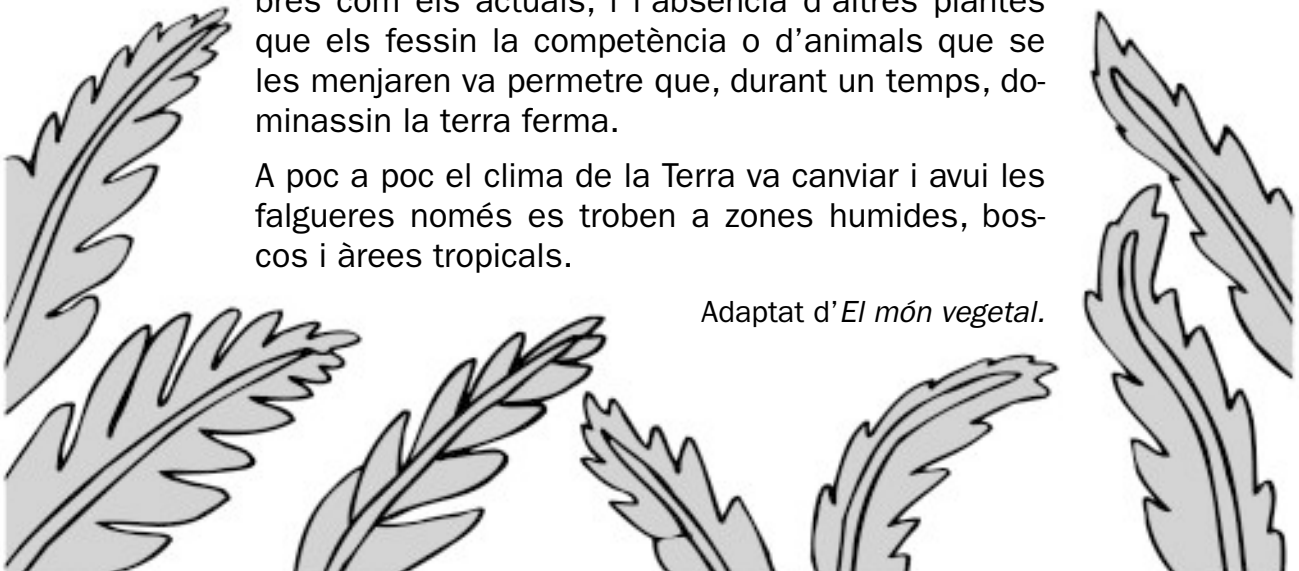 bres com els actuals, i l'absència d'altres plantes
que els fessin la competència o d'animals que se
les menjaren va permetre que, durant un temps, do-
minassin la terra ferma.
A poc a poc el clima de la Terra va canviar i avui les
falgueres només es troben a zones humides, bos-
cos i àrees tropicals.
Adaptat d'El món vegetal.